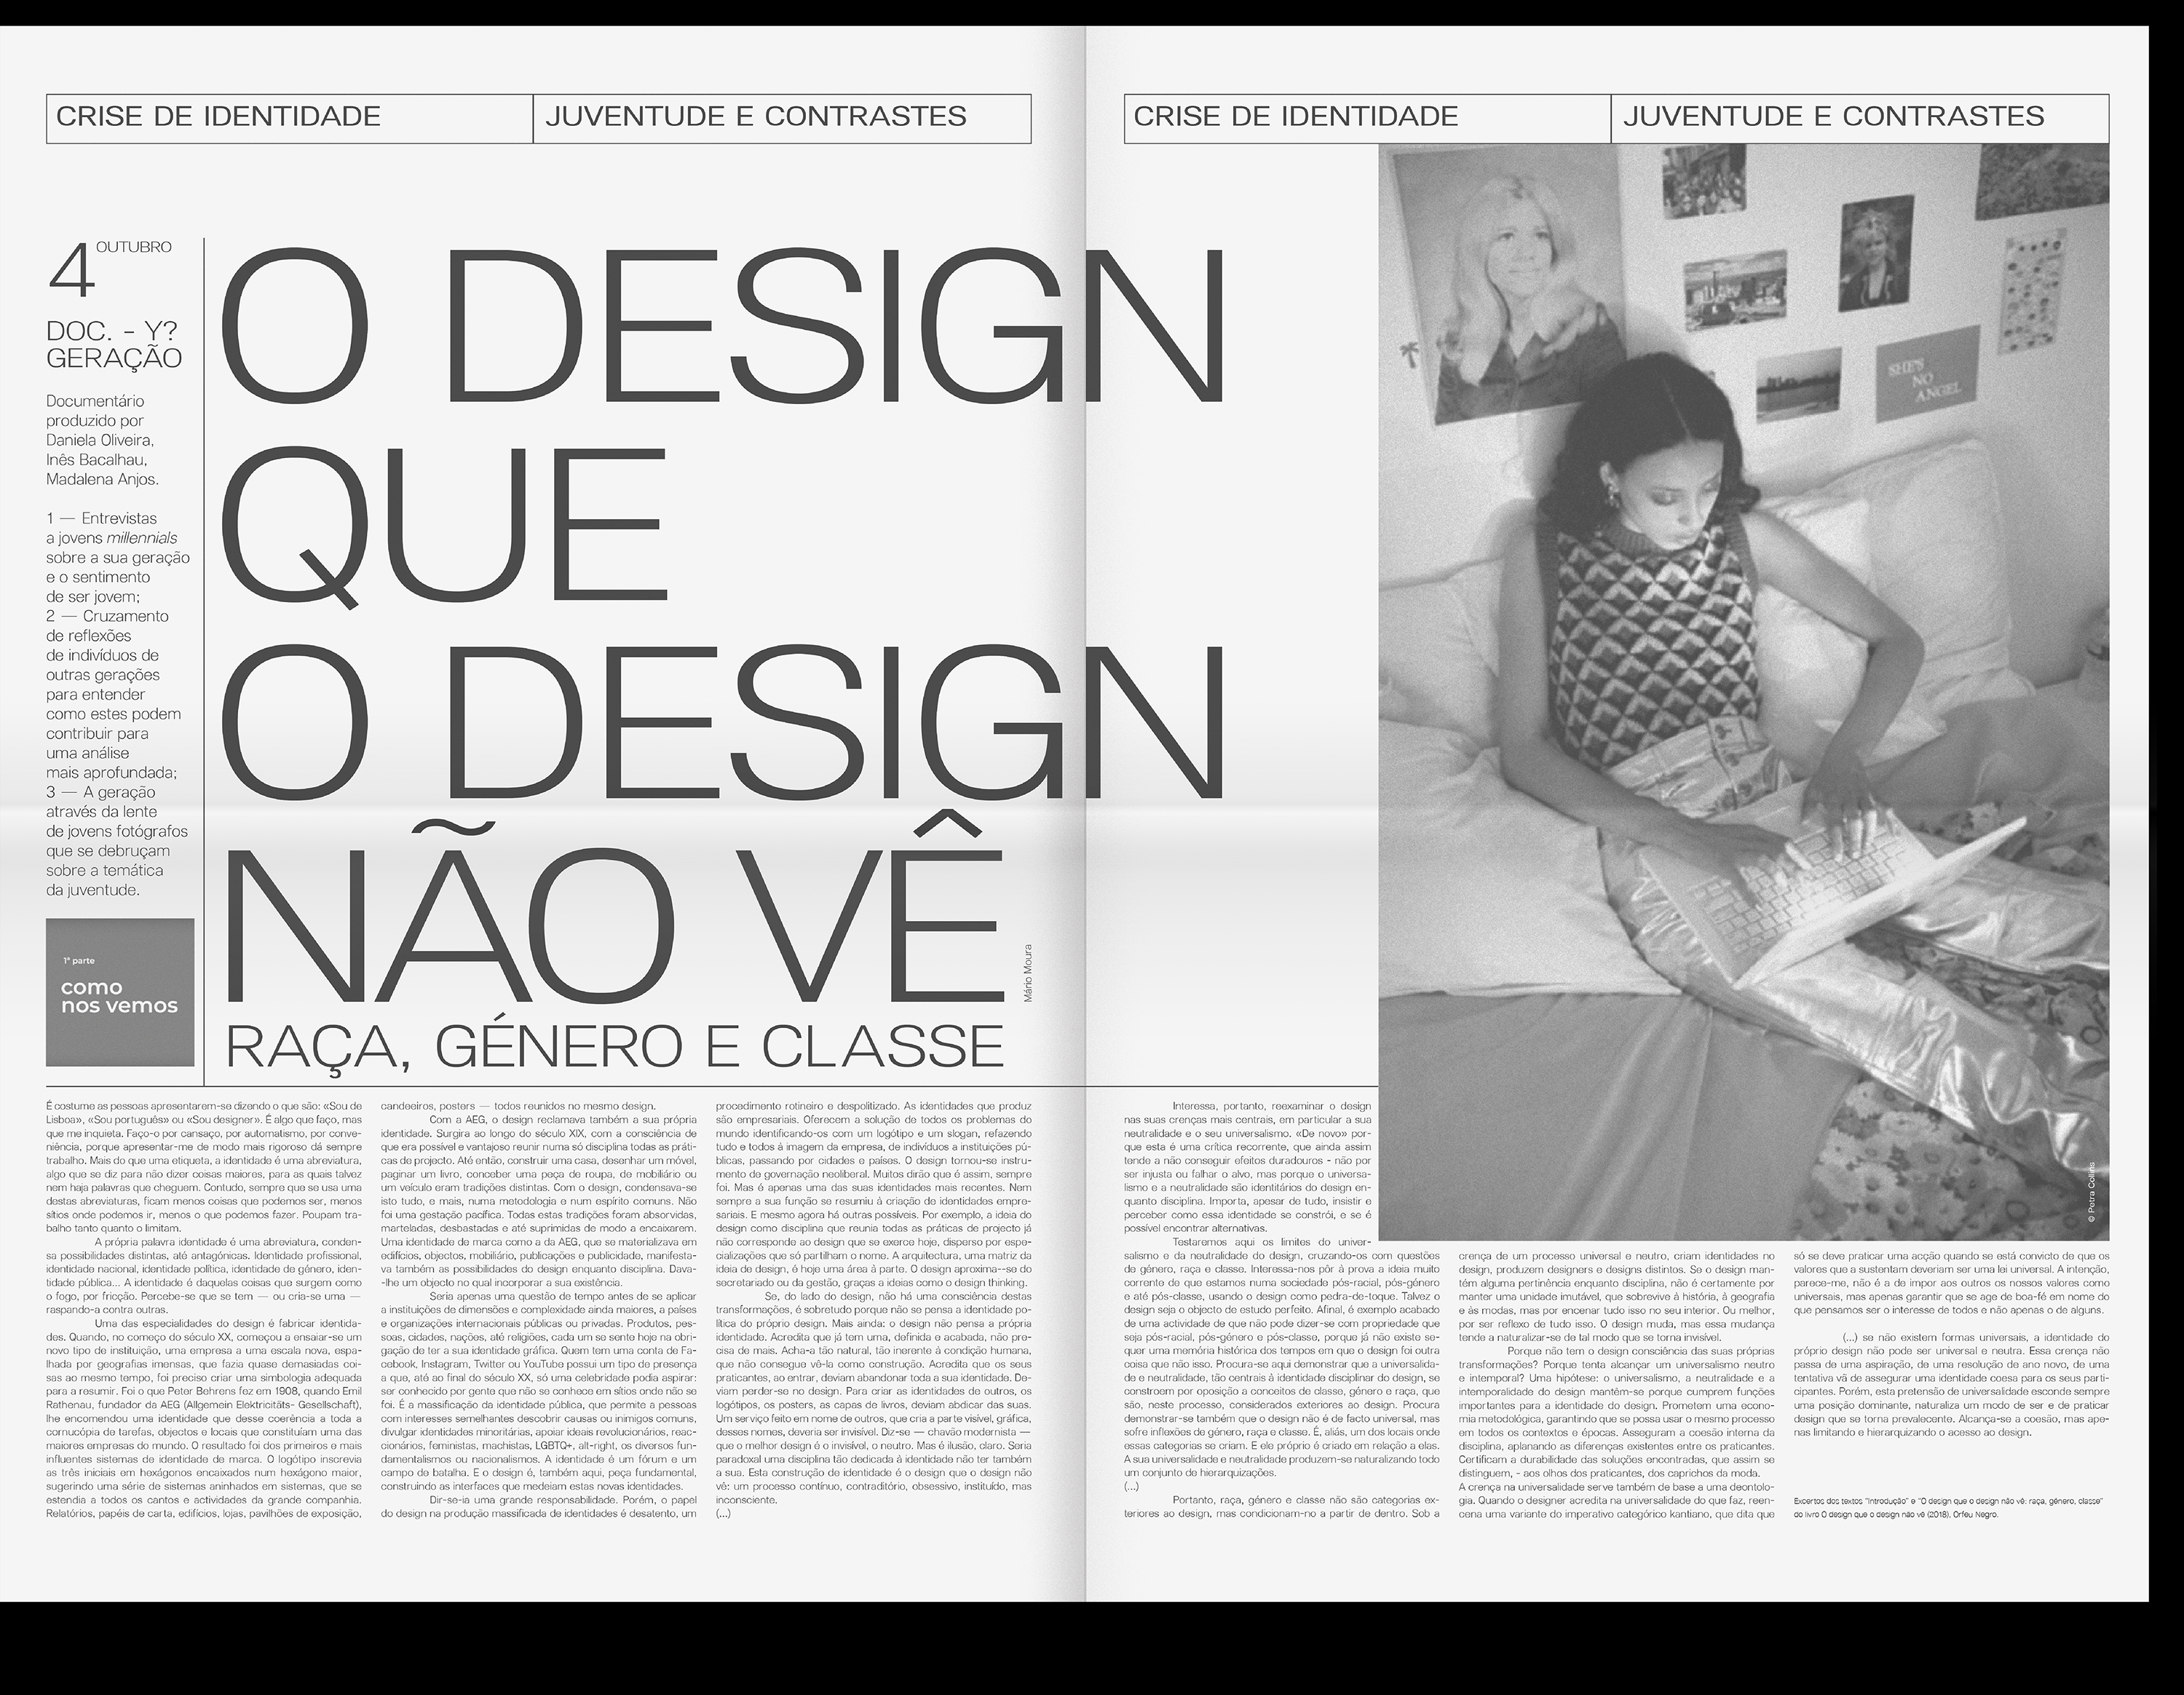 CRISE DE IDENTIDADE
JUVENTUDE E CONTRASTES
4 OUTUBRO
DOC. - Y?
GERAÇÃO
Documentário
produzido por
Daniela Oliveira,
Inês Bacalhau,
Madalena Anjos.
1 — Entrevistas
a jovens millennials
sobre a sua geração
e o sentimento
de ser jovem;
2 — Cruzamento
de reflexões
de indivíduos de
outras gerações
para entender
como estes podem
contribuir para
uma análise
mais aprofundada;
3 — A geração
através da lente
de jovens fotógrafos
que se debruçam
sobre a temática
da juventude.
1ª parte
como
nos vemos
O DESIGN
QUE
O DESIGN
NÃO VÊ
Mário Moura
RAÇA, GÉNERO E CLASSE
É costume as pessoas apresentarem-se dizendo o que são: «Sou de
Lisboa», «Sou português» ou «Sou designer». É algo que faço, mas
que me inquieta. Faço-o por cansaço, por automatismo, por conve-
niência, porque apresentar-me de modo mais rigoroso dá sempre
trabalho. Mais do que uma etiqueta, a identidade é uma abreviatura,
algo que se diz para não dizer coisas maiores, para as quais talvez
nem haja palavras que cheguem. Contudo, sempre que se usa uma
destas abreviaturas, ficam menos coisas que podemos ser, menos
sítios onde podemos ir, menos o que podemos fazer. Poupam tra-
balho tanto quanto o limitam.
A própria palavra identidade é uma abreviatura, conden-
sa possibilidades distintas, até antagónicas. Identidade profissional,
identidade nacional, identidade política, identidade de género, iden-
tidade pública... A identidade é daquelas coisas que surgem como
o fogo, por fricção. Percebe-se que se tem — ou cria-se uma —
raspando-a contra outras.
Uma das especialidades do design é fabricar identida-
des. Quando, no começo do século XX, começou a ensaiar-se um
novo tipo de instituição, uma empresa a uma escala nova, espa-
lhada por geografias imensas, que fazia quase demasiadas coi-
sas ao mesmo tempo, foi preciso criar uma simbologia adequada
para a resumir. Foi o que Peter Behrens fez em 1908, quando Emil
Rathenau, fundador da AEG (Allgemein Elektricitäts- Gesellschaft),
lhe encomendou uma identidade que desse coerência a toda a
cornucópia de tarefas, objectos e locais que constituíam uma das
maiores empresas do mundo. O resultado foi dos primeiros e mais
influentes sistemas de identidade de marca. O logótipo inscrevia
as três iniciais em hexágonos encaixados num hexágono maior,
sugerindo uma série de sistemas aninhados em sistemas, que se
estendia a todos os cantos e actividades da grande companhia.
Relatórios, papéis de carta, edifícios, lojas, pavilhões de exposição,
candeeiros, posters — todos reunidos no mesmo design.
Com a AEG, o design reclamava também a sua própria
identidade. Surgira ao longo do século XIX, com a consciência de
que era possível e vantajoso reunir numa só disciplina todas as práti-
cas de projecto. Até então, construir uma casa, desenhar um móvel,
paginar um livro, conceber uma peça de roupa, de mobiliário ou
um veículo eram tradições distintas. Com o design, condensava-se
isto tudo, e mais, numa metodologia e num espírito comuns. Não
foi uma gestação pacífica. Todas estas tradições foram absorvidas,
marteladas, desbastadas e até suprimidas de modo a encaixarem.
Uma identidade de marca como a da AEG, que se materializava em
edifícios, objectos, mobiliário, publicações e publicidade, manifesta-
va também as possibilidades do design enquanto disciplina. Dava-
-lhe um objecto no qual incorporar a sua existência.
Seria apenas uma questão de tempo antes de se aplicar
a instituições de dimensões e complexidade ainda maiores, a países
e organizações internacionais públicas ou privadas. Produtos, pes-
soas, cidades, nações, até religiões, cada um se sente hoje na obri-
gação de ter a sua identidade gráfica. Quem tem uma conta de Fa-
cebook, Instagram, Twitter ou YouTube possui um tipo de presença
a que, até ao final do século XX, só uma celebridade podia aspirar:
ser conhecido por gente que não se conhece em sítios onde não se
foi. É a massificação da identidade pública, que permite a pessoas
com interesses semelhantes descobrir causas ou inimigos comuns,
divulgar identidades minoritárias, apoiar ideais revolucionários, reac-
cionários, feministas, machistas, LGBTQ+, alt-right, os diversos fun-
damentalismos ou nacionalismos. A identidade é um fórum e um
campo de batalha. E o design é, também aqui, peça fundamental,
construindo as interfaces que medeiam estas novas identidades.
Dir-se-ia uma grande responsabilidade. Porém, o papel
do design na produção massificada de identidades é desatento, um
procedimento rotineiro e despolitizado. As identidades que produz
são empresariais. Oferecem a solução de todos os problemas do
mundo identificando-os com um logótipo e um slogan, refazendo
tudo e todos à imagem da empresa, de indivíduos a instituições pú-
blicas, passando por cidades e países. O design tornou-se instru-
mento de governação neoliberal. Muitos dirão que é assim, sempre
foi. Mas é apenas uma das suas identidades mais recentes. Nem
sempre a sua função se resumiu à criação de identidades empre-
sariais. E mesmo agora há outras possíveis. Por exemplo, a ideia do
design como disciplina que reunia todas as práticas de projecto já
não corresponde ao design que se exerce hoje, disperso por espe-
cializações que só partilham o nome. A arquitectura, uma matriz da
ideia de design, é hoje uma área à parte. O design aproxima--se do
secretariado ou da gestão, graças a ideias como o design thinking.
Se, do lado do design, não há uma consciência destas
transformações, é sobretudo porque não se pensa a identidade po-
lítica do próprio design. Mais ainda: o design não pensa a própria
identidade. Acredita que já tem uma, definida e acabada, não pre-
cisa de mais. Acha-a tão natural, tão inerente à condição humana,
que não consegue vê-la como construção. Acredita que os seus
praticantes, ao entrar, deviam abandonar toda a sua identidade. De-
viam perder-se no design. Para criar as identidades de outros, os
logótipos, os posters, as capas de livros, deviam abdicar das suas.
Um serviço feito em nome de outros, que cria a parte visível, gráfica,
desses nomes, deveria ser invisível. Diz-se — chavão modernista —
que o melhor design é o invisível, o neutro. Mas é ilusão, claro. Seria
paradoxal uma disciplina tão dedicada à identidade não ter também
a sua. Esta construção de identidade é o design que o design não
vê: um processo contínuo, contraditório, obsessivo, instituído, mas
inconsciente.
(...)
CRISE DE IDENTIDADE
JUVENTUDE E CONTRASTES
SHE'S
NO
ANGEL
© Petra Collins
Interessa, portanto, reexaminar o design
nas suas crenças mais centrais, em particular a sua
neutralidade e o seu universalismo. «De novo» por-
que esta é uma crítica recorrente, que ainda assim
tende a não conseguir efeitos duradouros - não por
ser injusta ou falhar o alvo, mas porque o universa-
lismo e a neutralidade são identitários do design en-
quanto disciplina. Importa, apesar de tudo, insistir e
perceber como essa identidade se constrói, e se é
possível encontrar alternativas.
Testaremos aqui os limites do univer-
salismo e da neutralidade do design, cruzando-os com questões
de género, raça e classe. Interessa-nos pôr à prova a ideia muito
corrente de que estamos numa sociedade pós-racial, pós-género
e até pós-classe, usando o design como pedra-de-toque. Talvez o
design seja o objecto de estudo perfeito. Afinal, é exemplo acabado
de uma actividade de que não pode dizer-se com propriedade que
seja pós-racial, pós-género e pós-classe, porque já não existe se-
quer uma memória histórica dos tempos em que o design foi outra
coisa que não isso. Procura-se aqui demonstrar que a universalida-
de e neutralidade, tão centrais à identidade disciplinar do design, se
constroem por oposição a conceitos de classe, género e raça, que
são, neste processo, considerados exteriores ao design. Procura
demonstrar-se também que o design não é de facto universal, mas
sofre inflexões de género, raça e classe. É, aliás, um dos locais onde
essas categorias se criam. E ele próprio é criado em relação a elas.
A sua universalidade e neutralidade produzem-se naturalizando todo
um conjunto de hierarquizações.
(...)
Portanto, raça, género e classe não são categorias ex-
teriores ao design, mas condicionam-no a partir de dentro. Sob a
crença de um processo universal e neutro, criam identidades no
design, produzem designers e designs distintos. Se o design man-
tém alguma pertinência enquanto disciplina, não é certamente por
manter uma unidade imutável, que sobrevive à história, à geografia
e às modas, mas por encenar tudo isso no seu interior. Ou melhor,
por ser reflexo de tudo isso. O design muda, mas essa mudança
tende a naturalizar-se de tal modo que se torna invisível.
Porque não tem o design consciência das suas próprias
transformações? Porque tenta alcançar um universalismo neutro
e intemporal? Uma hipótese: o universalismo, a neutralidade e a
intemporalidade do design mantêm-se porque cumprem funções
importantes para a identidade do design. Prometem uma econo-
mia metodológica, garantindo que se possa usar o mesmo processo
em todos os contextos e épocas. Asseguram a coesão interna da
disciplina, aplanando as diferenças existentes entre os praticantes.
Certificam a durabilidade das soluções encontradas, que assim se
distinguem, - aos olhos dos praticantes, dos caprichos da moda.
A crença na universalidade serve também de base a uma deontolo-
gia. Quando o designer acredita na universalidade do que faz, reen-
cena uma variante do imperativo categórico kantiano, que dita que
só se deve praticar uma acção quando se está convicto de que os
valores que a sustentam deveriam ser uma lei universal. A intenção,
parece-me, não é a de impor aos outros os nossos valores como
universais, mas apenas garantir que se age de boa-fé em nome do
que pensamos ser o interesse de todos e não apenas o de alguns.
(...) se não existem formas universais, a identidade do
próprio design não pode ser universal e neutra. Essa crença não
passa de uma aspiração, de uma resolução de ano novo, de uma
tentativa vã de assegurar uma identidade coesa para os seus parti-
cipantes. Porém, esta pretensão de universalidade esconde sempre
uma posição dominante, naturaliza um modo de ser e de praticar
design que se torna prevalecente. Alcança-se a coesão, mas ape-
nas limitando e hierarquizando o acesso ao design.
Excertos dos textos "Introdução" e "O design que o design não vê: raça, género, classe"
do livro O design que o design não vê (2018), Orfeu Negro.